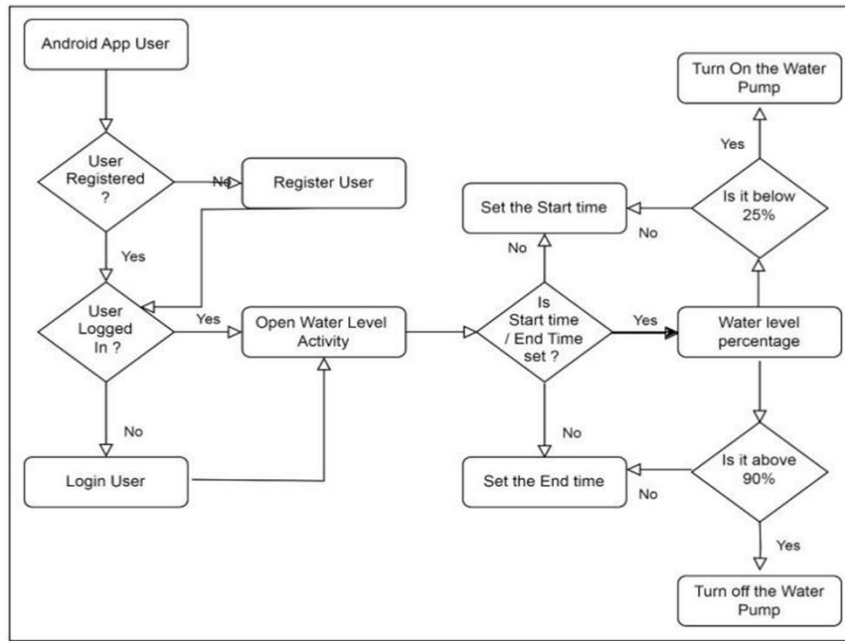 Android App User
Turn On the Water
Pump
User
Registered
?
No
Register User
Yes
Is it below
25%
Set the Start time
No
No
Yes
User
Logged
In ?
Yes
Open Water Level
Activity
Is
Start time
/ End Time
set ?
Yes
Water level
percentage
No
No
Login User
Set the End time
No
Is it above
90%
Yes
Turn off the Water
Pump